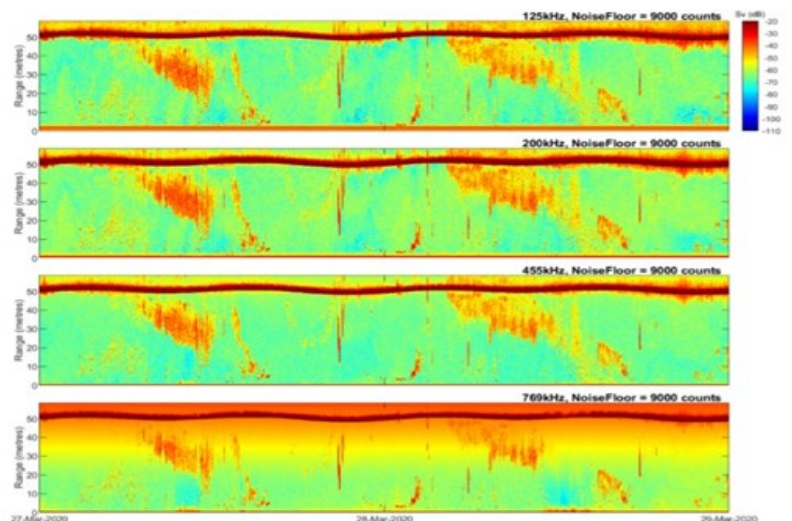 125kHz, NoiseFloor = 9000 counts
Sv (dB)
Range (metres)
50
40
30
20
10
0
-20
-30
-40
-50
-60
-70
-80
-90
-100
-110
200kHz, NoiseFloor = 9000 counts
Range (metres)
50
40
30
20
10
0
455kHz, NoiseFloor = 9000 counts
Range (metres)
50
40
30
20
10
0
769kHz, NoiseFloor = 9000 counts
Range (metres)
50
40
30
20
10
0
27-Mar-2020
28-Mar-2020
29-Mar-2020